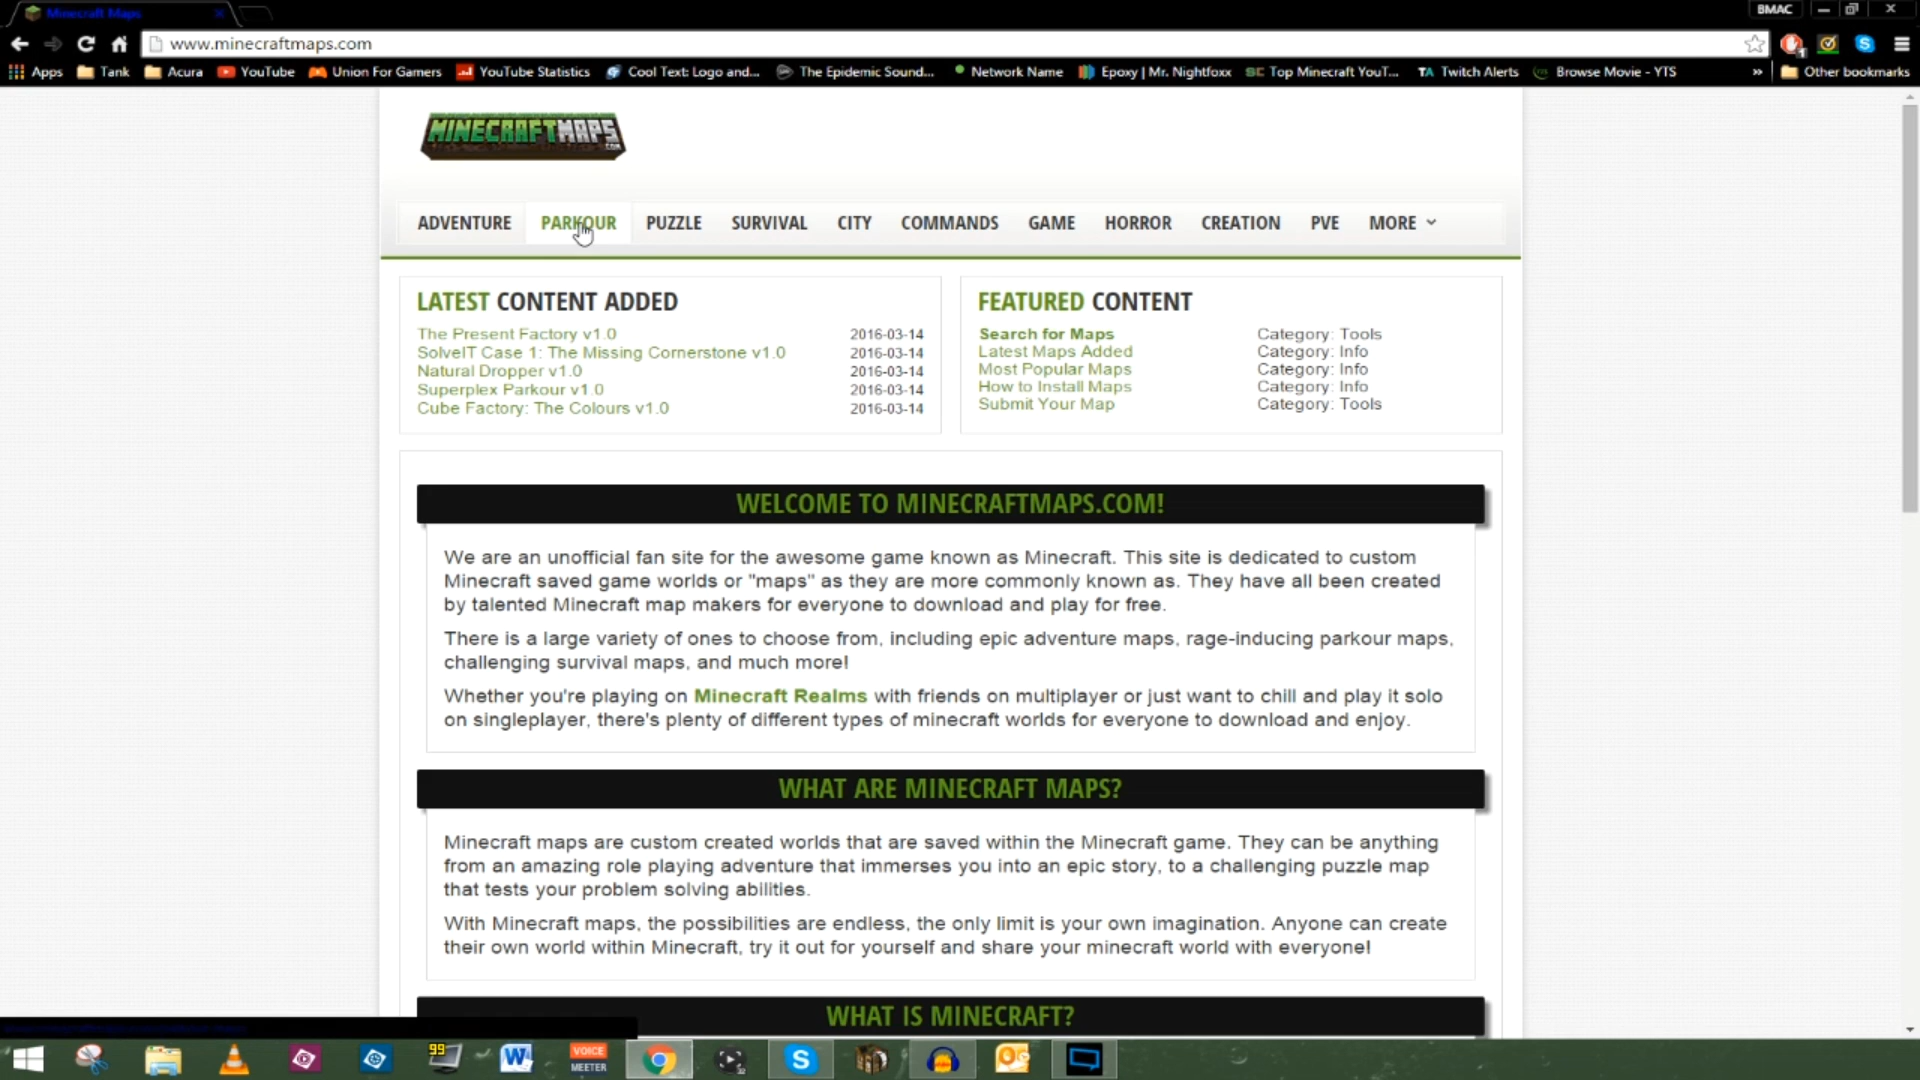 Minecraft Maps
BMAC
www.minecraftmaps.com
Apps Tank Acura YouTube Union For Gamers YouTube Statistics Cool Text: Logo and... The Epidemic Sound... Network Name Epoxy | Mr. Nightfoxx Top Minecraft YouT... TA Twitch Alerts Browse Movie - YTS » Other bookmarks
MINECRAFTMAPS
.COM
ADVENTURE PARKOUR PUZZLE SURVIVAL CITY COMMANDS GAME HORROR CREATION PVE MORE
LATEST CONTENT ADDED
The Present Factory v1.0 2016-03-14
SolveIT Case 1: The Missing Cornerstone v1.0 2016-03-14
Natural Dropper v1.0 2016-03-14
Superplex Parkour v1.0 2016-03-14
Cube Factory: The Colours v1.0 2016-03-14
FEATURED CONTENT
Search for Maps Category: Tools
Latest Maps Added Category: Info
Most Popular Maps Category: Info
How to Install Maps Category: Info
Submit Your Map Category: Tools
WELCOME TO MINECRAFTMAPS.COM!
We are an unofficial fan site for the awesome game known as Minecraft. This site is dedicated to custom
Minecraft saved game worlds or "maps" as they are more commonly known as. They have all been created
by talented Minecraft map makers for everyone to download and play for free.
There is a large variety of ones to choose from, including epic adventure maps, rage-inducing parkour maps,
challenging survival maps, and much more!
Whether you're playing on Minecraft Realms with friends on multiplayer or just want to chill and play it solo
on singleplayer, there's plenty of different types of minecraft worlds for everyone to download and enjoy.
WHAT ARE MINECRAFT MAPS?
Minecraft maps are custom created worlds that are saved within the Minecraft game. They can be anything
from an amazing role playing adventure that immerses you into an epic story, to a challenging puzzle map
that tests your problem solving abilities.
With Minecraft maps, the possibilities are endless, the only limit is your own imagination. Anyone can create
their own world within Minecraft, try it out for yourself and share your minecraft world with everyone!
WHAT IS MINECRAFT?
99
VOICE
MEETER